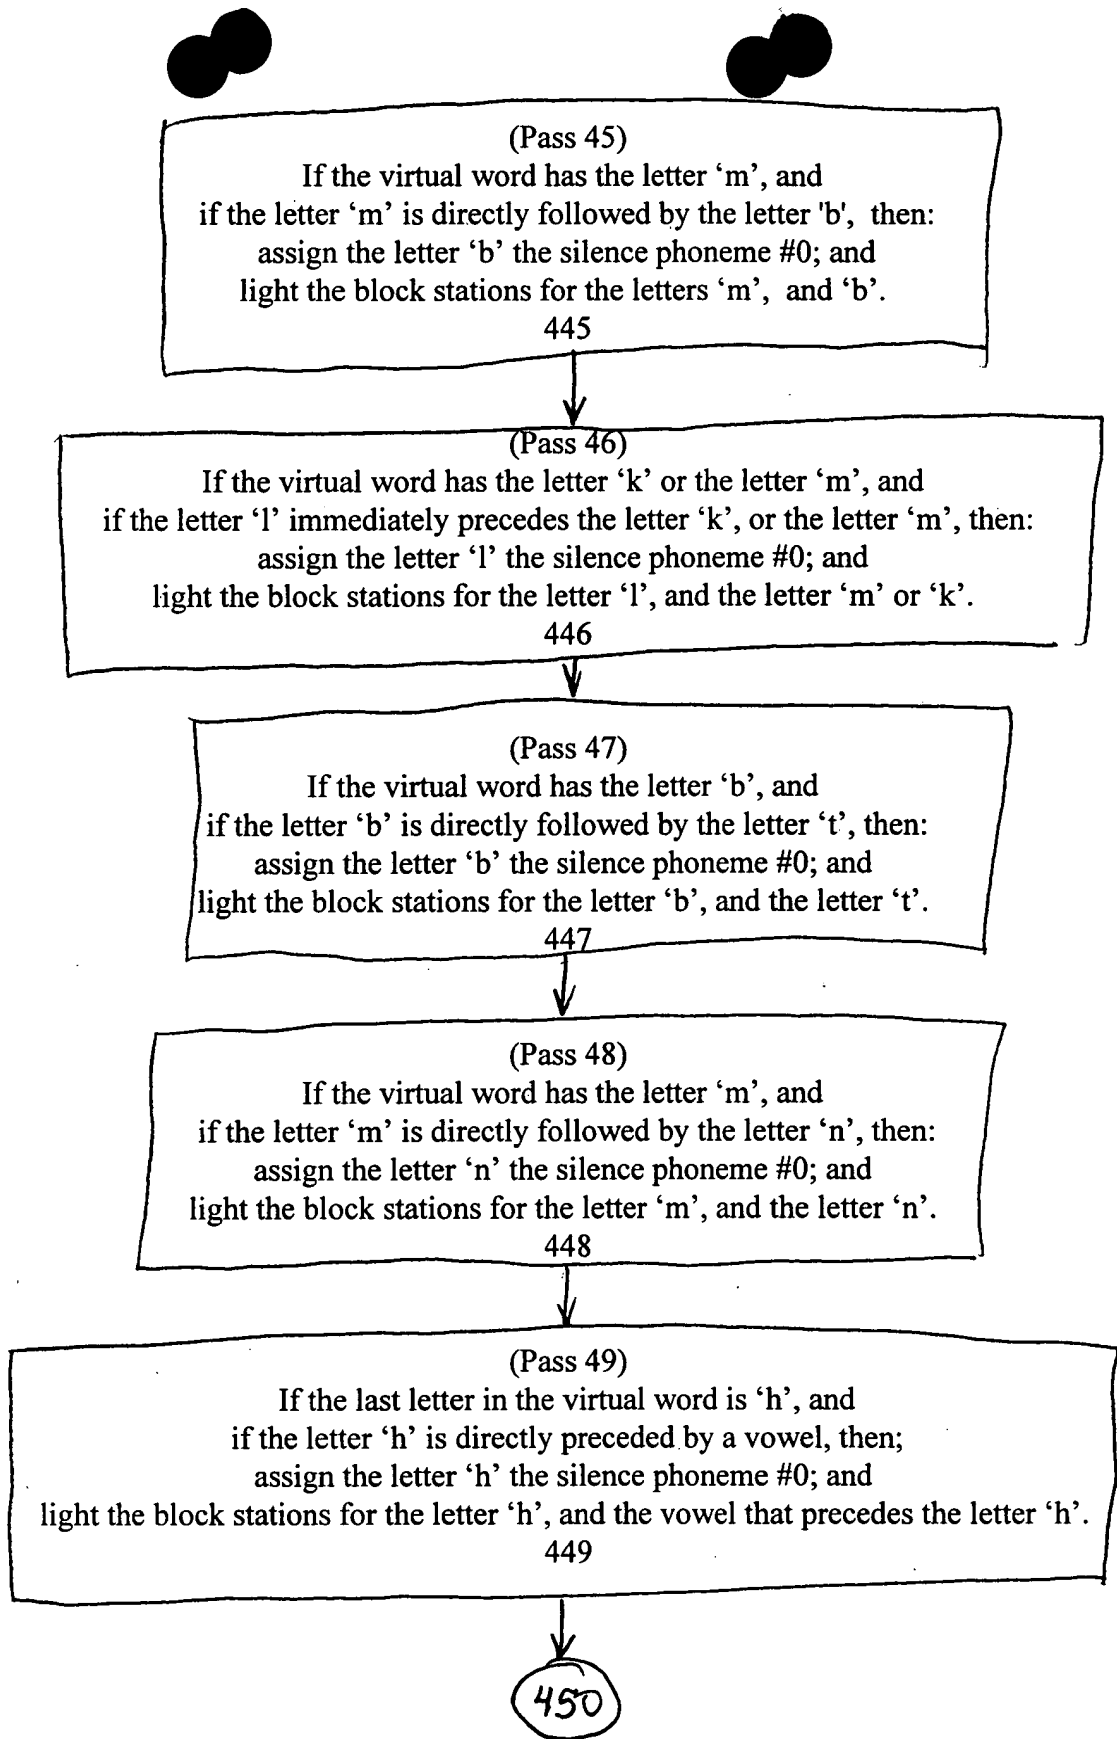 (Pass 45)
If the virtual word has the letter ‘m’, and
if the letter ‘m’ is directly followed by the letter 'b', then:
assign the letter ‘b’ the silence phoneme #0; and
light the block stations for the letters ‘m’, and ‘b’.
445
(Pass 46)
If the virtual word has the letter ‘k’ or the letter ‘m’, and
if the letter ‘l’ immediately precedes the letter ‘k’, or the letter ‘m’, then:
assign the letter ‘l’ the silence phoneme #0; and
light the block stations for the letter ‘l’, and the letter ‘m’ or ‘k’.
446
(Pass 47)
If the virtual word has the letter ‘b’, and
if the letter ‘b’ is directly followed by the letter ‘t’, then:
assign the letter ‘b’ the silence phoneme #0; and
light the block stations for the letter ‘b’, and the letter ‘t’.
447
(Pass 48)
If the virtual word has the letter ‘m’, and
if the letter ‘m’ is directly followed by the letter ‘n’, then:
assign the letter ‘n’ the silence phoneme #0; and
light the block stations for the letter ‘m’, and the letter ‘n’.
448
(Pass 49)
If the last letter in the virtual word is ‘h’, and
if the letter ‘h’ is directly preceded by a vowel, then;
assign the letter ‘h’ the silence phoneme #0; and
light the block stations for the letter ‘h’, and the vowel that precedes the letter ‘h’.
449
450